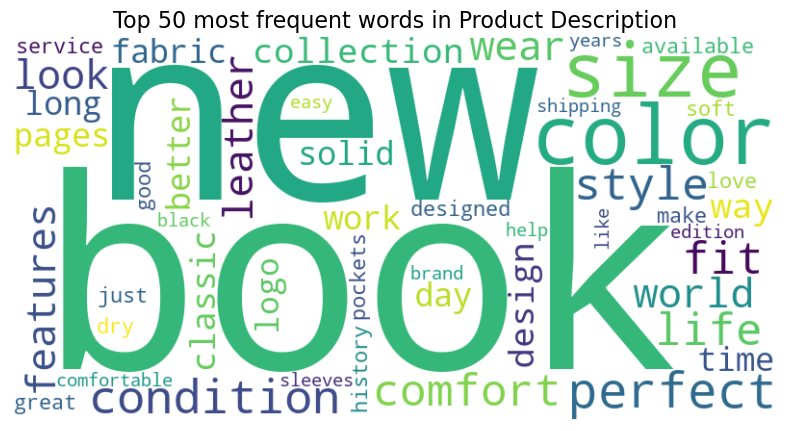 Top 50 most frequent words in Product Description
service fabric collection wear years available
look size
long new easy shipping soft
pages better leather solid color
good style love
black work designed way
book like make
help edition
features classic logo pockets brand design fit
just day world
dry life
history time
comfortable sleeves
great condition comfort perfect